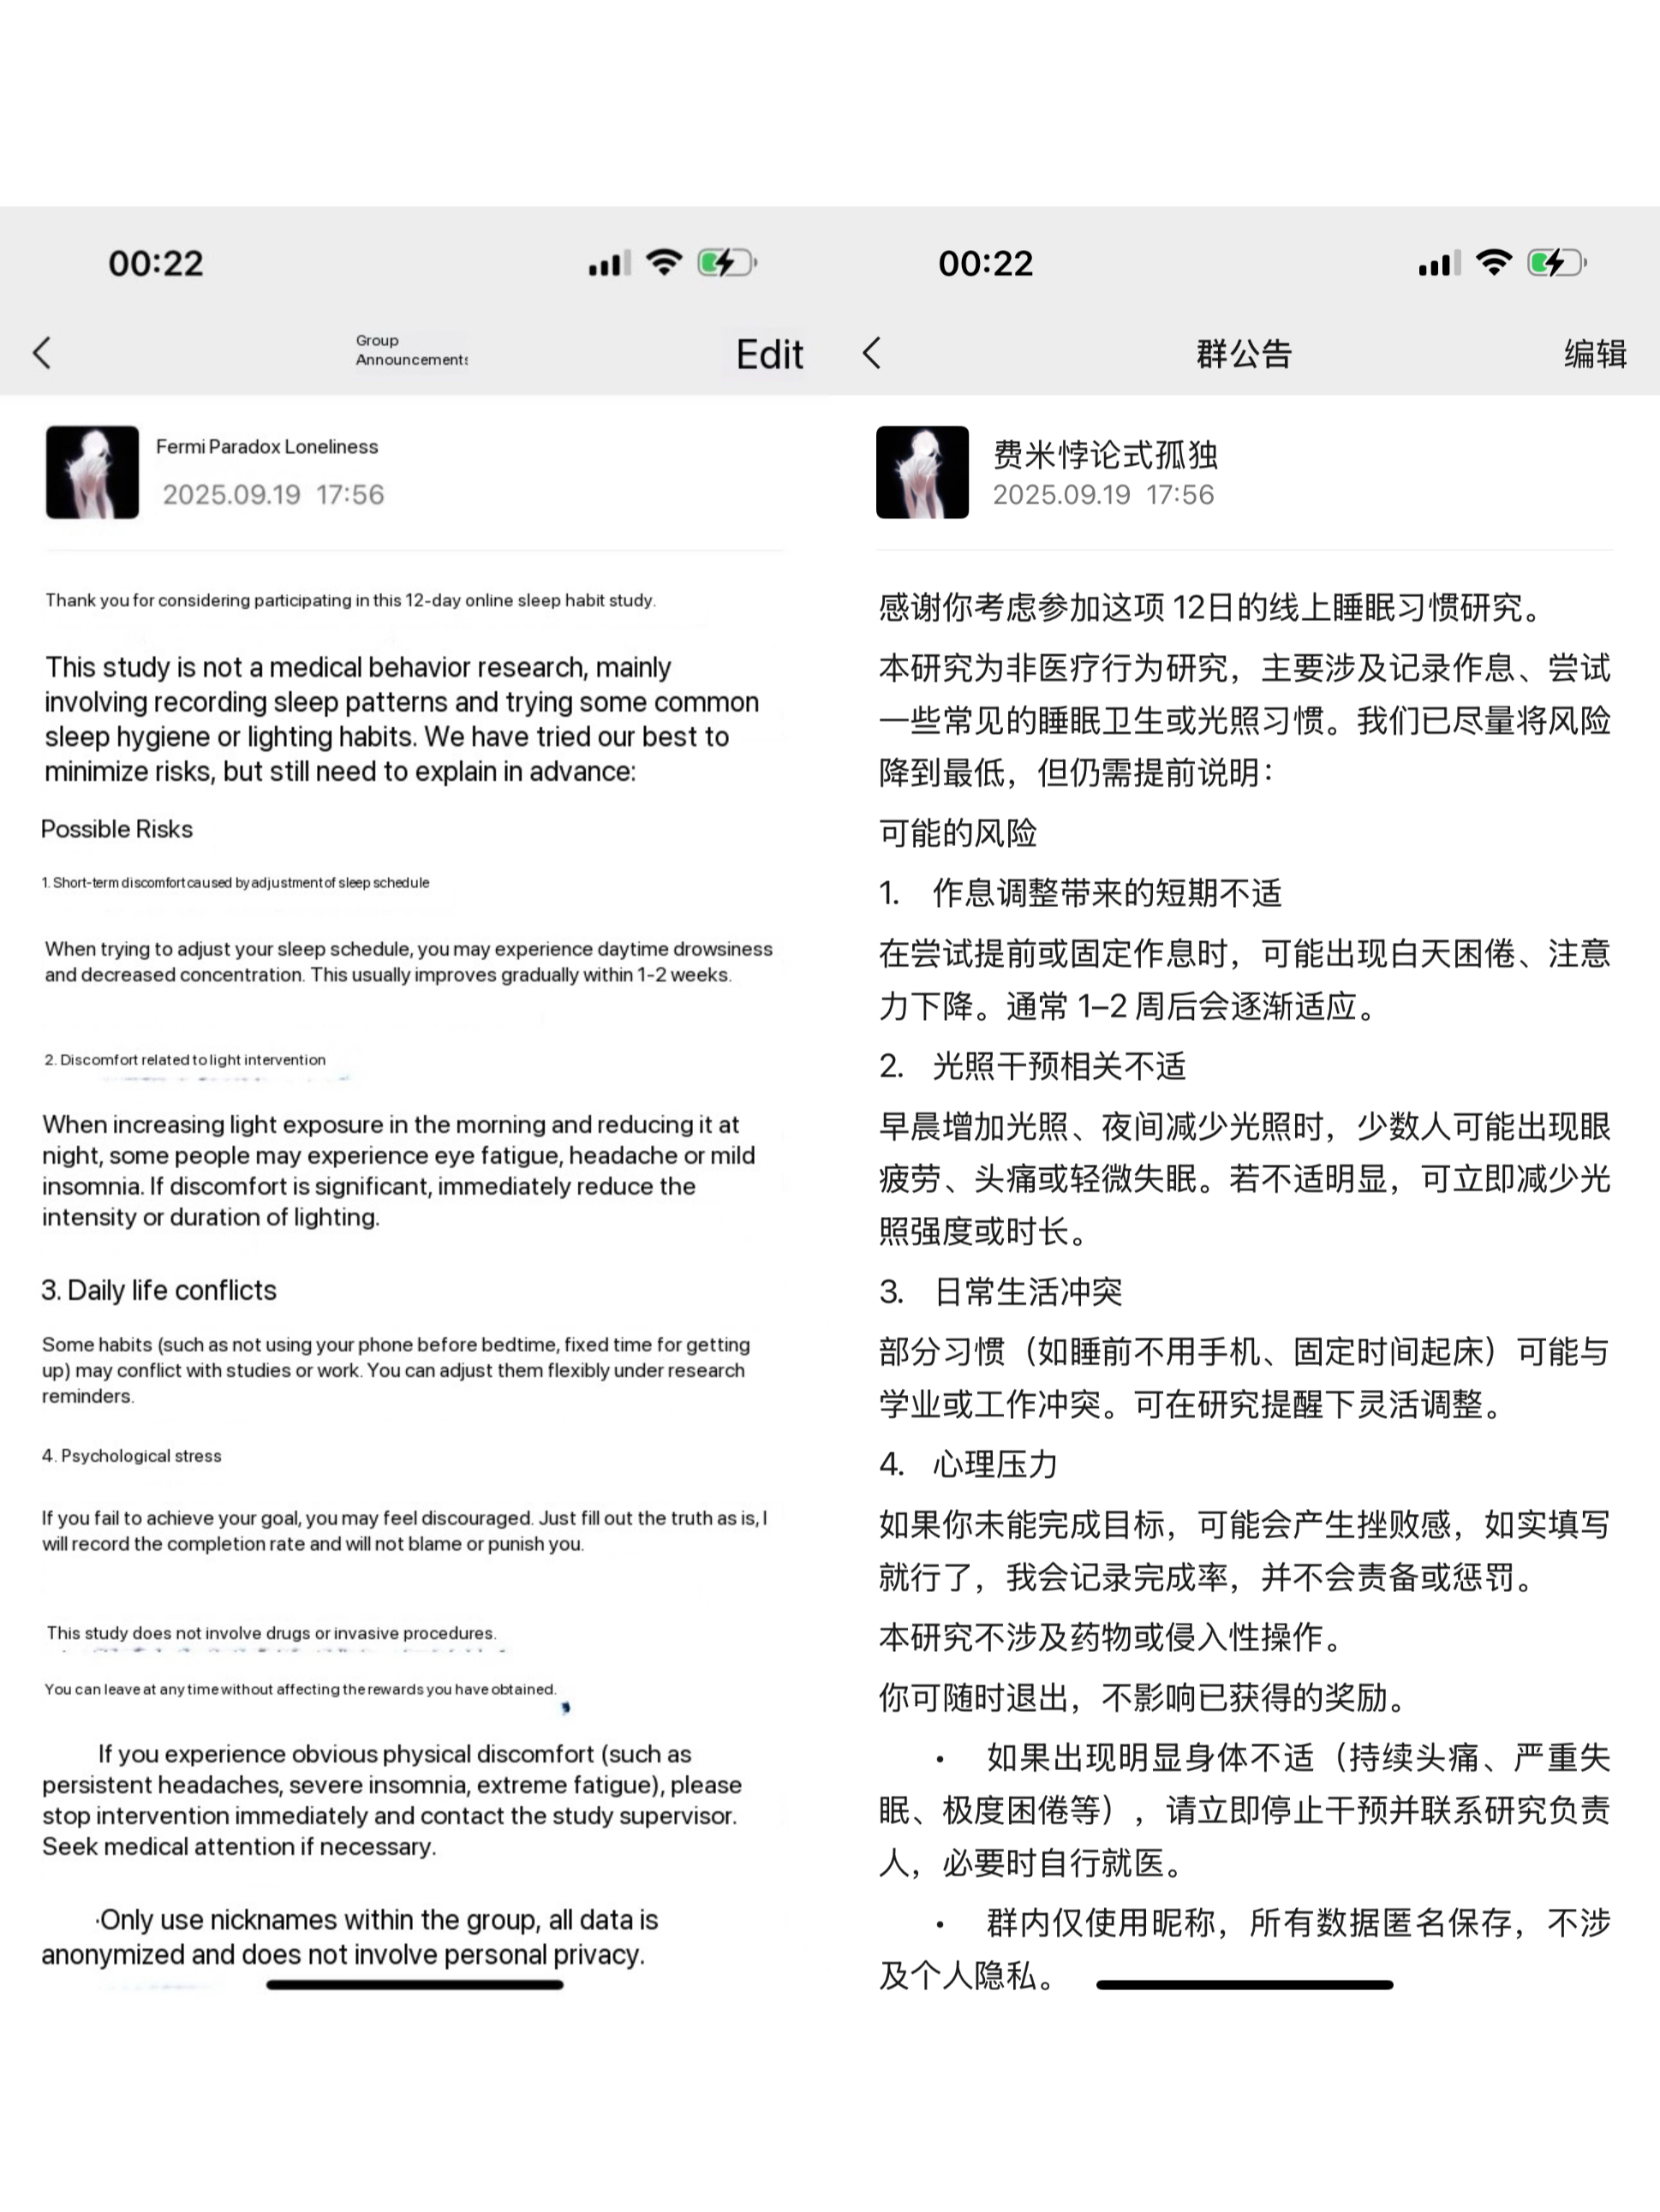 00:22
Group
Announcements
Edit
Fermi Paradox Loneliness
2025.09.19 17:56
Thank you for considering participating in this 12-day online sleep habit study.
This study is not a medical behavior research, mainly
involving recording sleep patterns and trying some common
sleep hygiene or lighting habits. We have tried our best to
minimize risks, but still need to explain in advance:
Possible Risks
1. Short-term discomfort caused by adjustment of sleep schedule
When trying to adjust your sleep schedule, you may experience daytime drowsiness
and decreased concentration. This usually improves gradually within 1-2 weeks.
2. Discomfort related to light intervention
When increasing light exposure in the morning and reducing it at
night, some people may experience eye fatigue, headache or mild
insomnia. If discomfort is significant, immediately reduce the
intensity or duration of lighting.
3. Daily life conflicts
Some habits (such as not using your phone before bedtime, fixed time for getting
up) may conflict with studies or work. You can adjust them flexibly under research
reminders.
4. Psychological stress
If you fail to achieve your goal, you may feel discouraged. Just fill out the truth as is, I
will record the completion rate and will not blame or punish you.
This study does not involve drugs or invasive procedures.
You can leave at any time without affecting the rewards you have obtained.
If you experience obvious physical discomfort (such as
persistent headaches, severe insomnia, extreme fatigue), please
stop intervention immediately and contact the study supervisor.
Seek medical attention if necessary.
·Only use nicknames within the group, all data is
anonymized and does not involve personal privacy.
00:22
群公告
编辑
费米悖论式孤独
2025.09.19 17:56
感谢你考虑参加这项 12日的线上睡眠习惯研究。
本研究为非医疗行为研究，主要涉及记录作息、尝试
一些常见的睡眠卫生或光照习惯。我们已尽量将风险
降到最低，但仍需提前说明：
可能的风险
1. 作息调整带来的短期不适
在尝试提前或固定作息时，可能出现白天困倦、注意
力下降。通常 1–2 周后会逐渐适应。
2. 光照干预相关不适
早晨增加光照、夜间减少光照时，少数人可能出现眼
疲劳、头痛或轻微失眠。若不适明显，可立即减少光
照强度或时长。
3. 日常生活冲突
部分习惯（如睡前不用手机、固定时间起床）可能与
学业或工作冲突。可在研究提醒下灵活调整。
4. 心理压力
如果你未能完成目标，可能会产生挫败感，如实填写
就行了，我会记录完成率，并不会责备或惩罚。
本研究不涉及药物或侵入性操作。
你可随时退出，不影响已获得的奖励。
• 如果出现明显身体不适（持续头痛、严重失
眠、极度困倦等），请立即停止干预并联系研究负责
人，必要时自行就医。
• 群内仅使用昵称，所有数据匿名保存，不涉
及个人隐私。